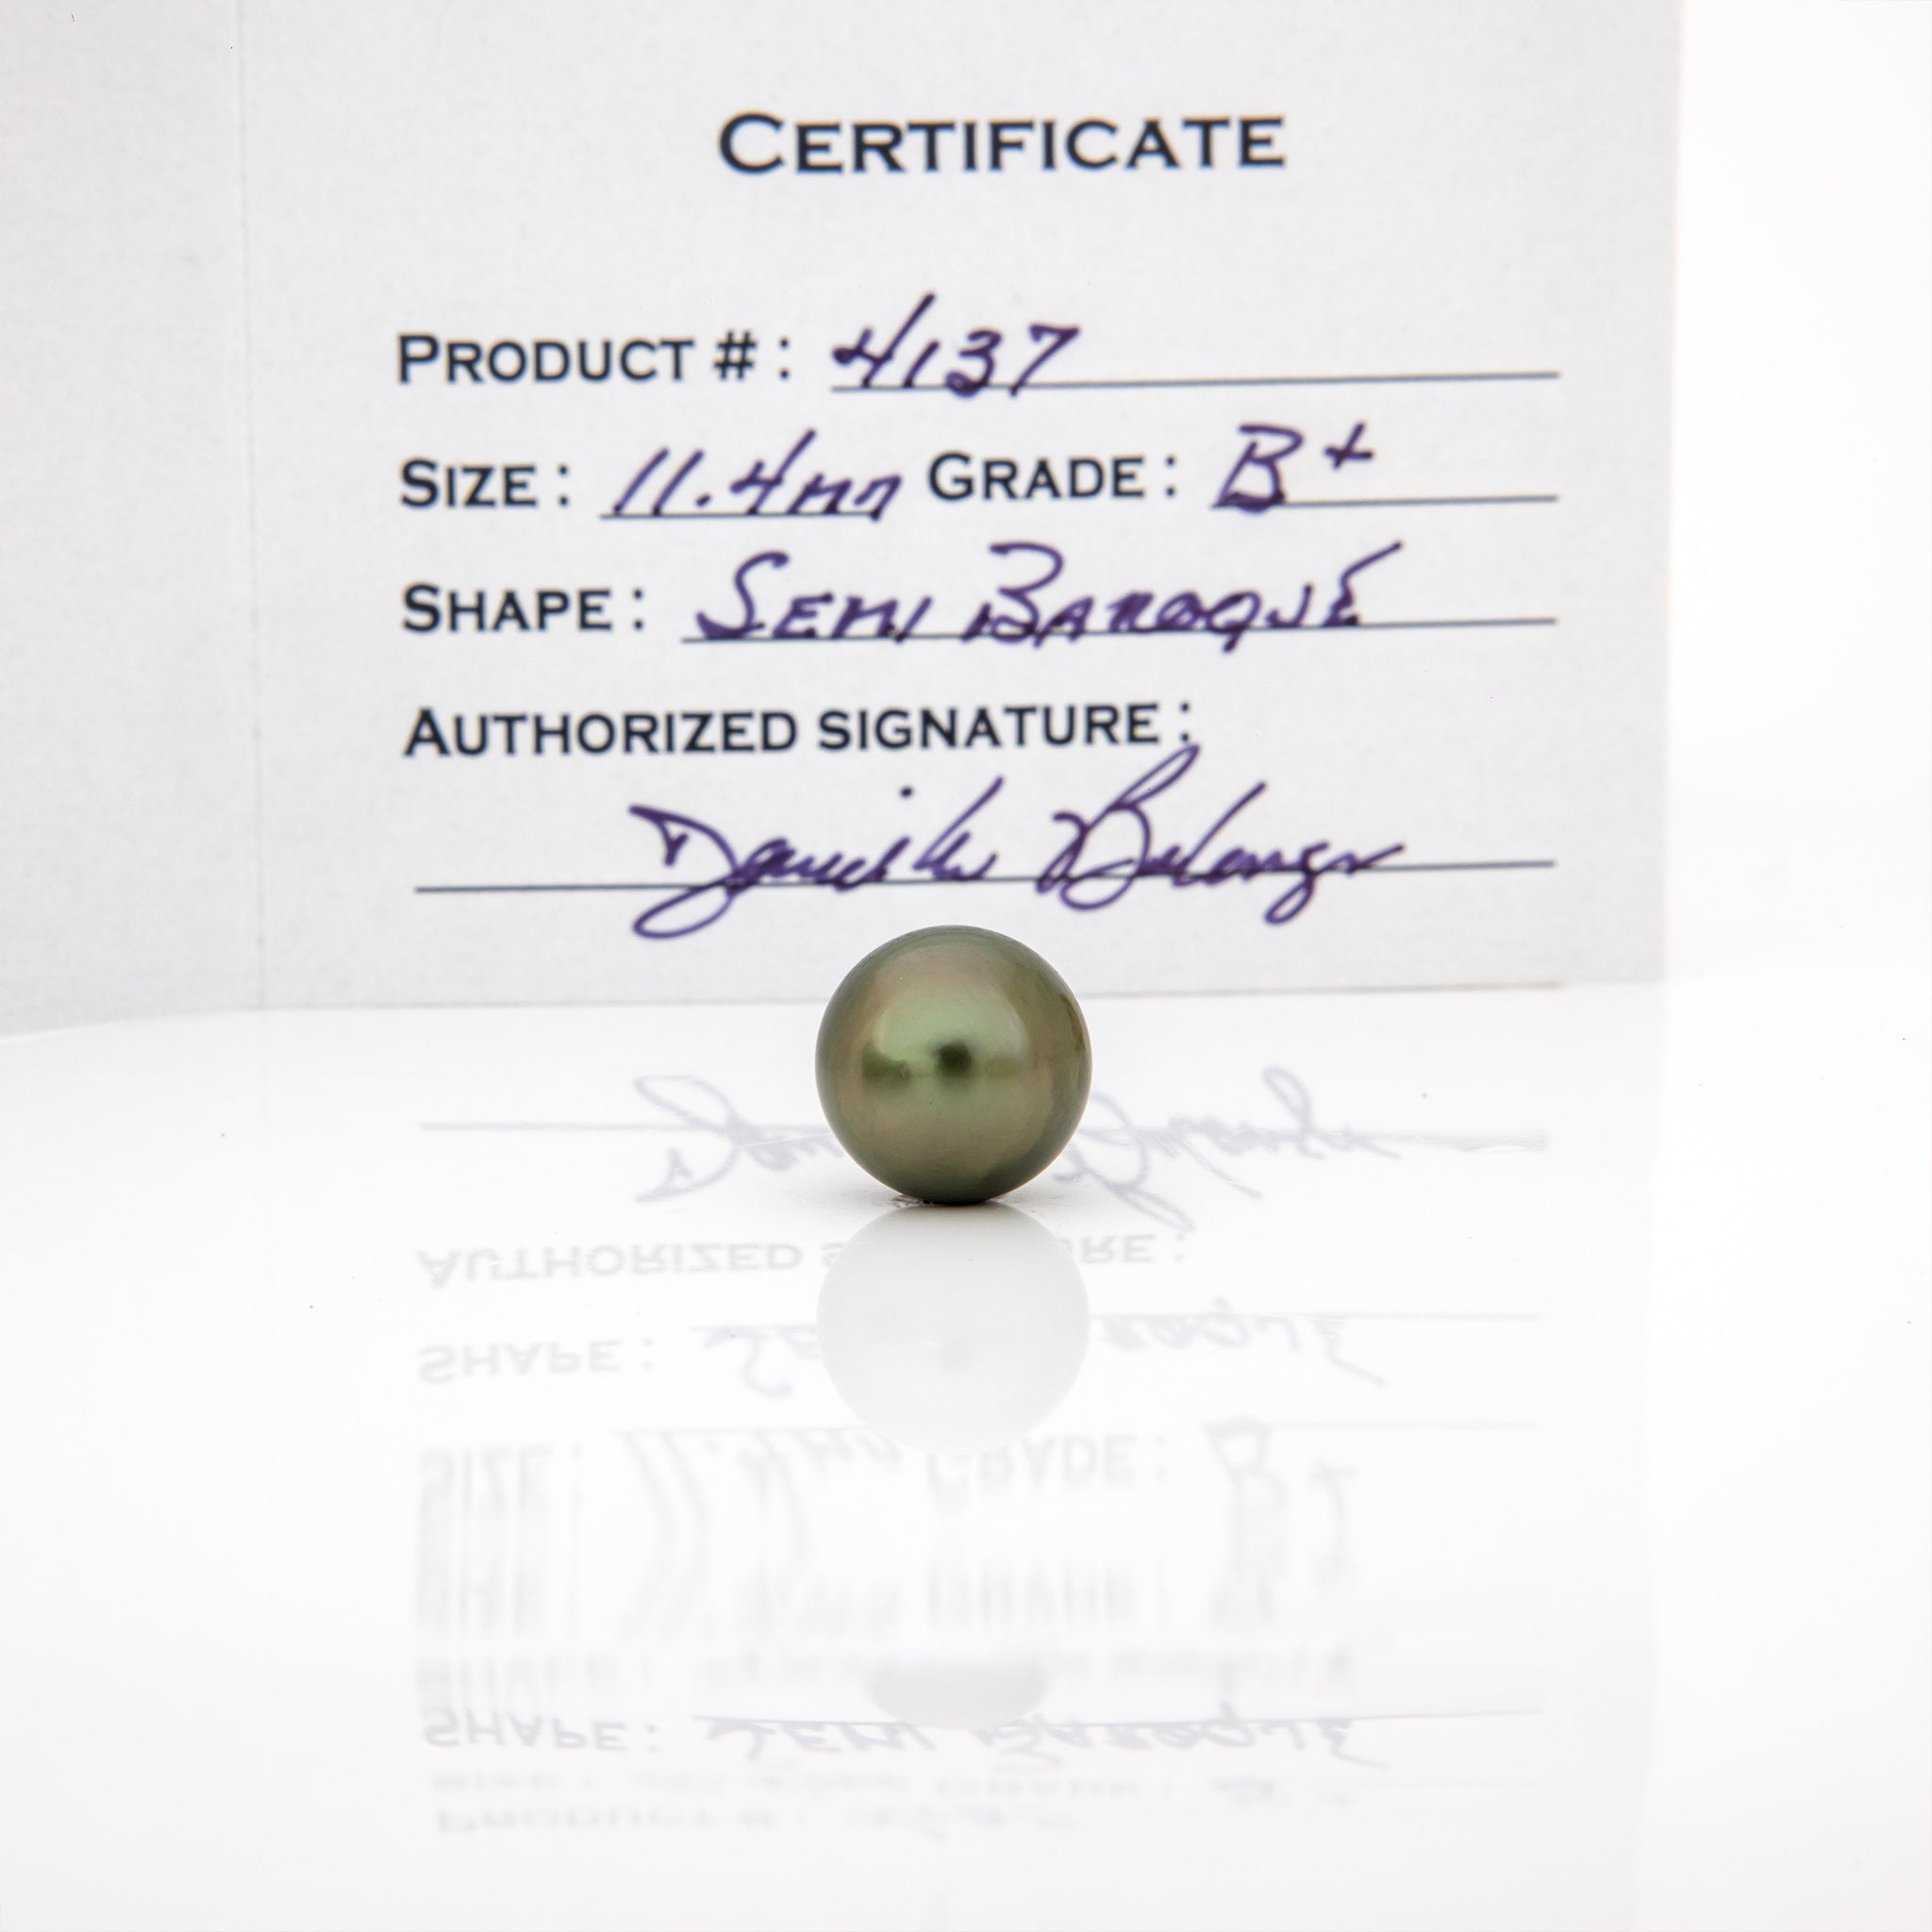 CERTIFICATE
PRODUCT #: 4137
SIZE: 11.4mm GRADE: B+
SHAPE: SEMI BAROQUE
AUTHORIZED SIGNATURE: